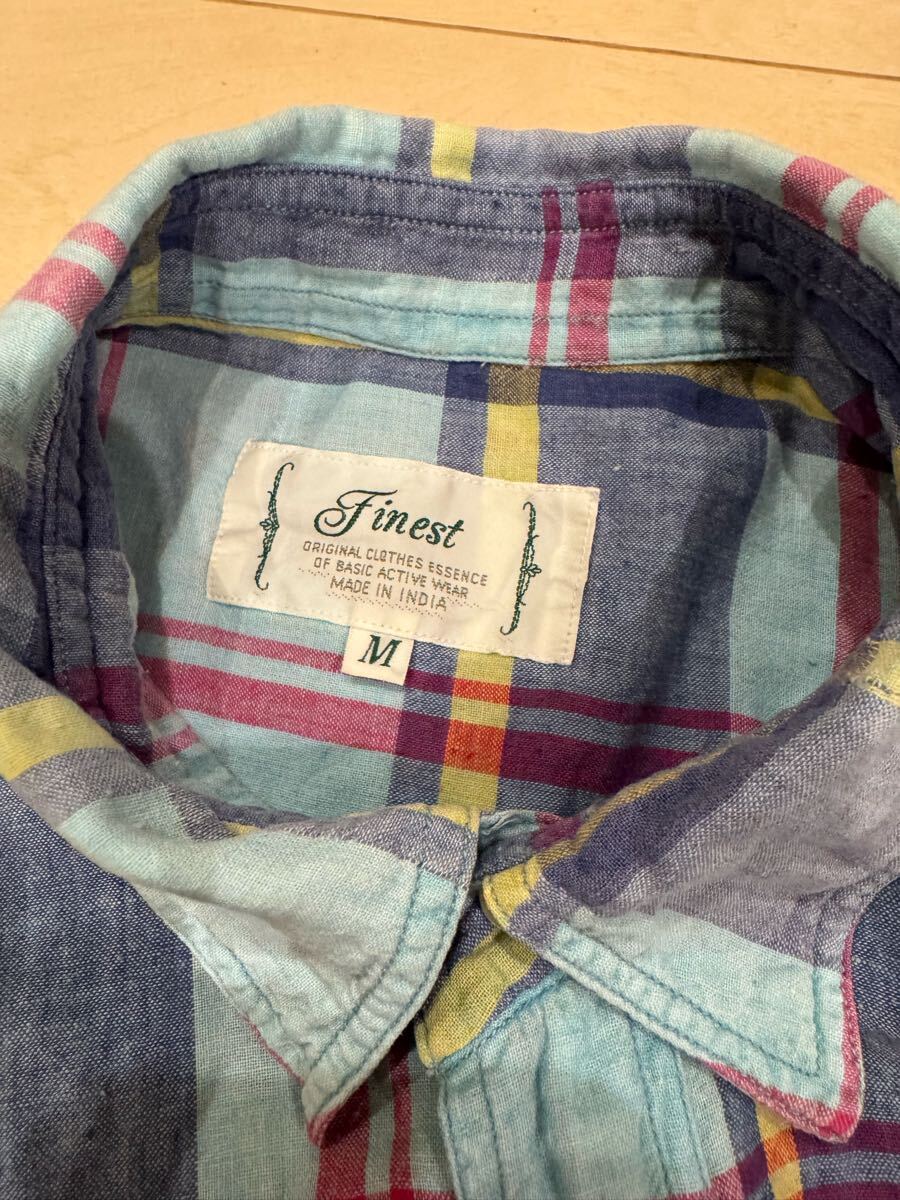 Finest
ORIGINAL CLOTHES ESSENCE
OF BASIC ACTIVE WEAR
MADE IN INDIA
M